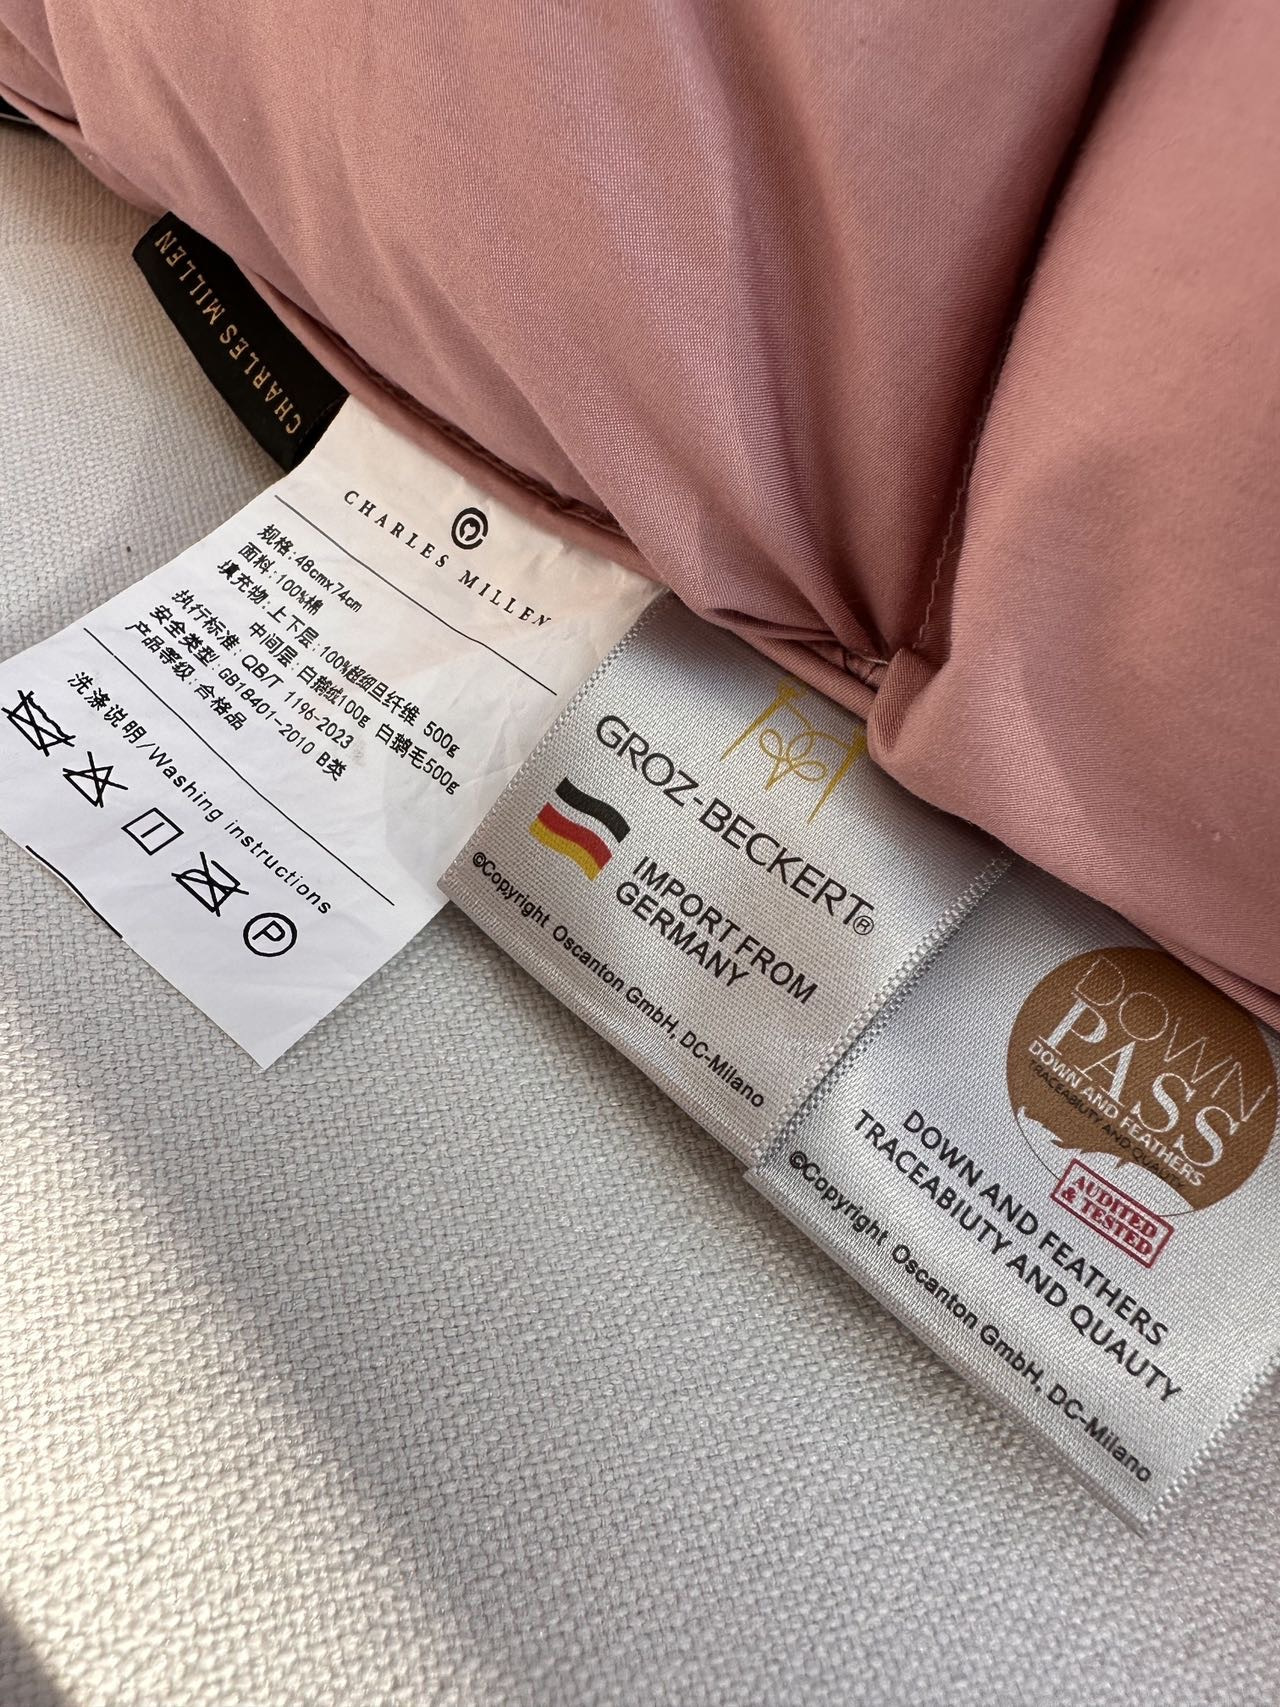 CHARLES MILLEN
CHARLES MILLEN
规格:48cmx74cm
面料:100%棉
填充物:上下层:100%超细旦纤维 500g
中间层:白鹅绒100g 白鹅毛500g
执行标准:QB/T 1196-2023
安全类型:GB18401-2010 B类
产品等级:合格品
洗涤说明/Washing instructions
P
GROZ-BECKERT®
IMPORT FROM
GERMANY
©Copyright Oscanton GmbH, DC-Milano
DOWN
PASS
DOWN AND FEATHERS
TRACEABIUTY AND QUALITY
AUDITED
& TESTED
DOWN AND FEATHERS
TRACEABIUTY AND QUAUTY
©Copyright Oscanton GmbH, DC-Milano